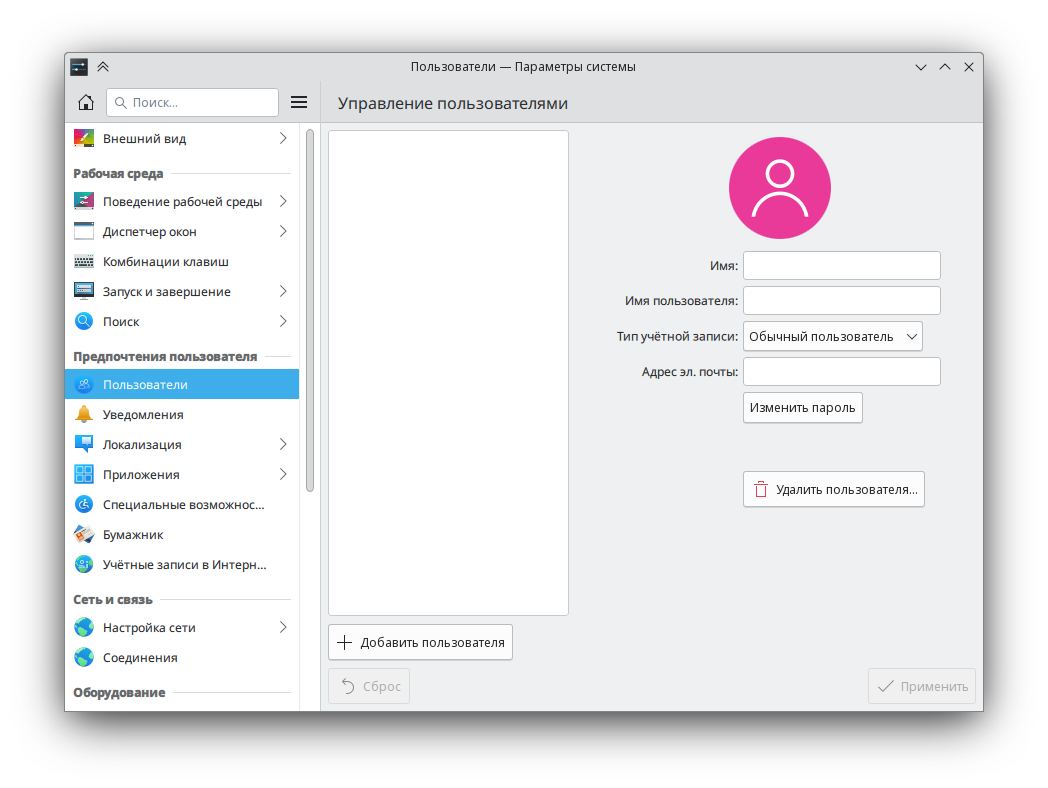 Пользователи — Параметры системы
Поиск...
Управление пользователями
Внешний вид
Рабочая среда
Поведение рабочей среды
Диспетчер окон
Комбинации клавиш
Запуск и завершение
Поиск
Предпочтения пользователя
Пользователи
Уведомления
Локализация
Приложения
Специальные возможнос...
Бумажник
Учётные записи в Интерн...
Сеть и связь
Настройка сети
Соединения
Оборудование
Имя:
Имя пользователя:
Тип учётной записи: Обычный пользователь
Адрес эл. почты:
Изменить пароль
Удалить пользователя...
Добавить пользователя
Сброс
Применить